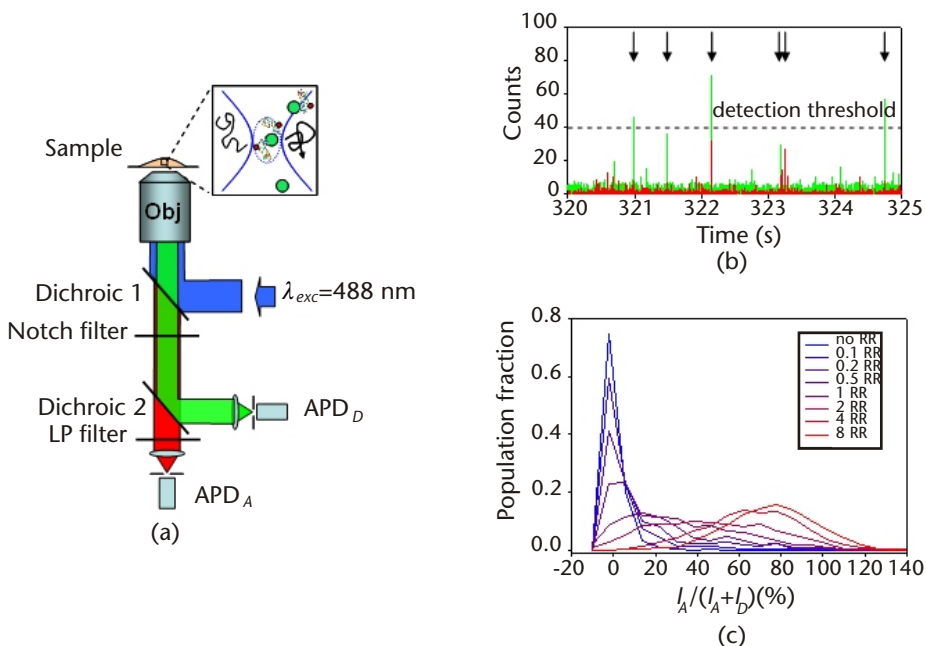 Sample
Obj
Dichroic 1
λexc=488 nm
Notch filter
Dichroic 2
LP filter
APD D
APD A
(a)
100
80
60
40
20
0
Counts
detection threshold
320 321 322 323 324 325
Time (s)
(b)
0.8
0.6
0.4
0.2
0.0
Population fraction
no RR
0.1 RR
0.2 RR
0.5 RR
1 RR
2 RR
4 RR
8 RR
-20 0 20 40 60 80 100 120 140
IA/(IA+ID)(%)
(c)